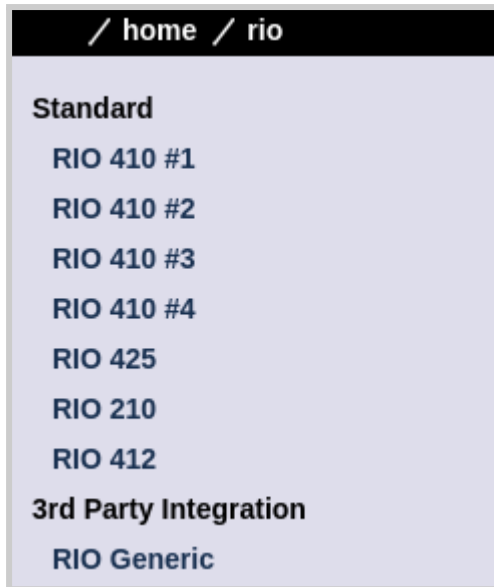 / home / rio
Standard
RIO 410 #1
RIO 410 #2
RIO 410 #3
RIO 410 #4
RIO 425
RIO 210
RIO 412
3rd Party Integration
RIO Generic